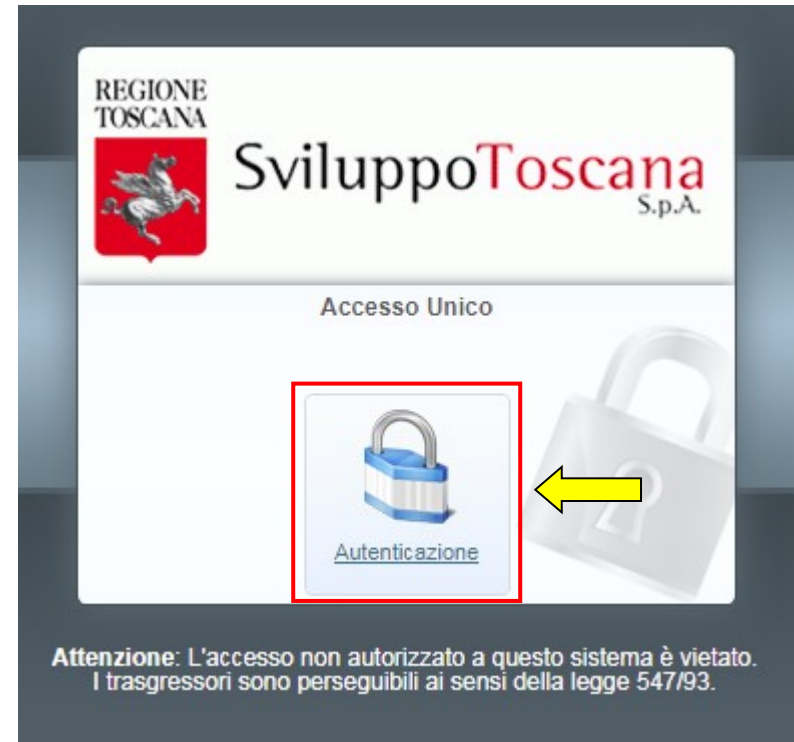 REGIONE
TOSCANA
SviluppoToscana
S.p.A.
Accesso Unico
Autenticazione
Attenzione: L'accesso non autorizzato a questo sistema è vietato.
I trasgressori sono perseguibili ai sensi della legge 547/93.